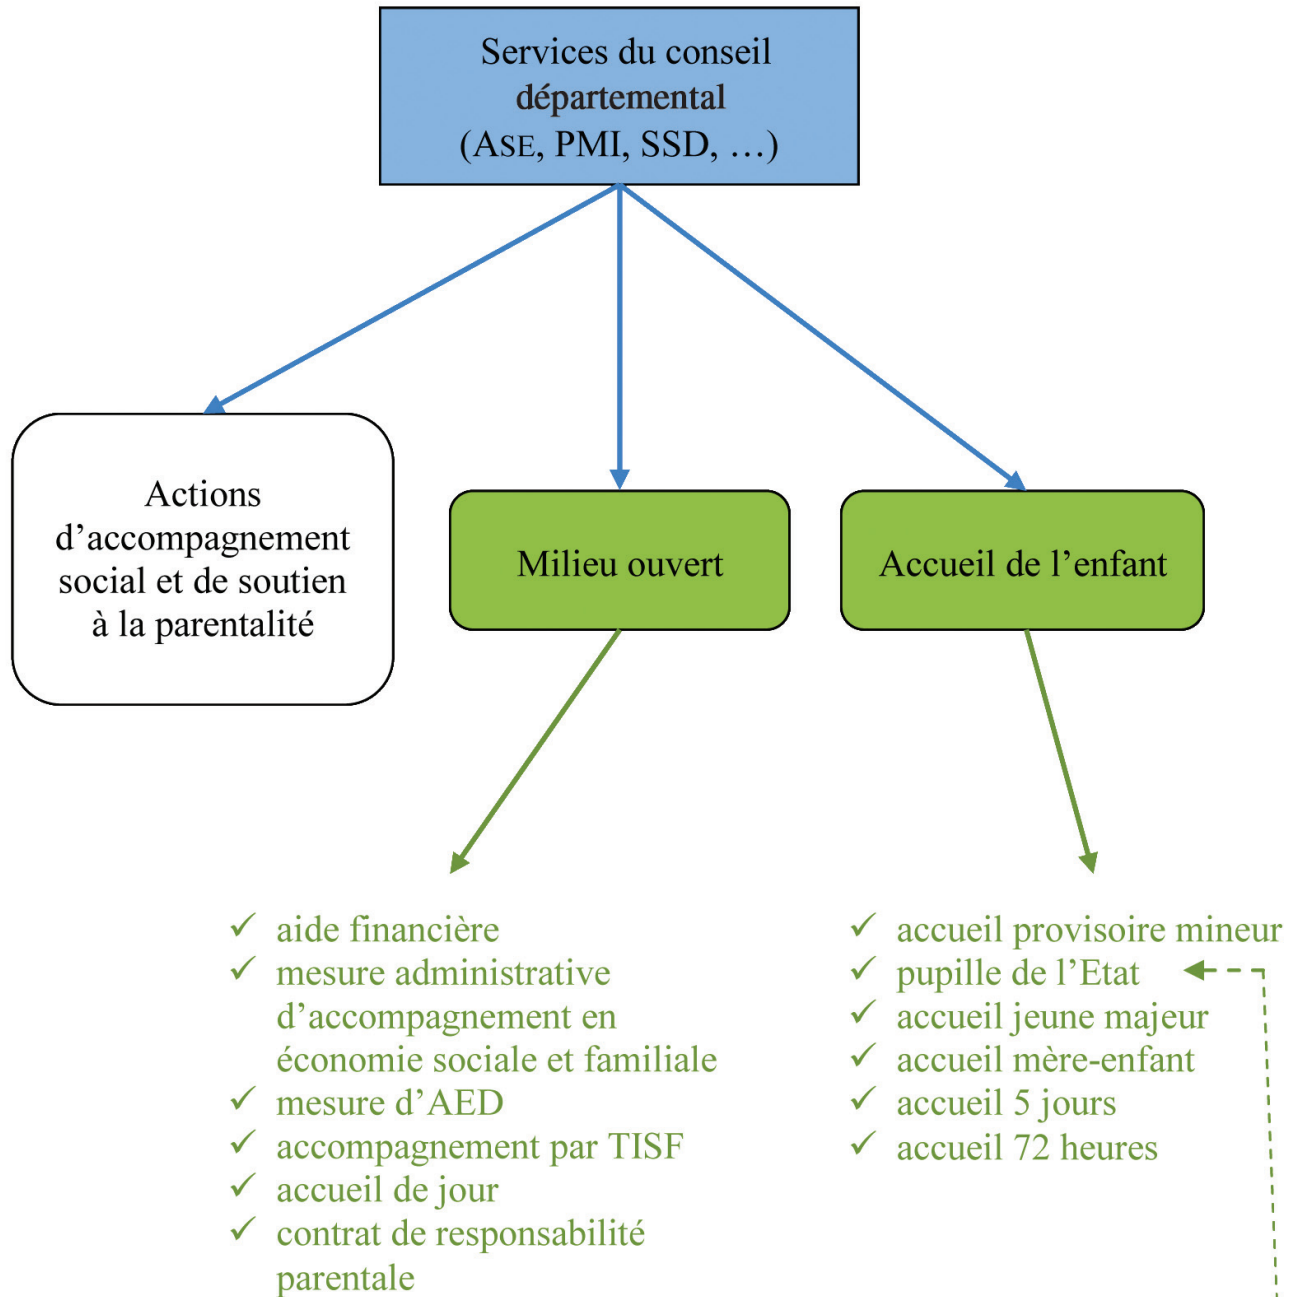 Services du conseil
départemental
(ASE, PMI, SSD, …)
Actions
d’accompagnement
social et de soutien
à la parentalité
Milieu ouvert
Accueil de l’enfant
✓ aide financière
✓ mesure administrative
d’accompagnement en
économie sociale et familiale
✓ mesure d’AED
✓ accompagnement par TISF
✓ accueil de jour
✓ contrat de responsabilité
parentale
✓ accueil provisoire mineur
✓ pupille de l’Etat
✓ accueil jeune majeur
✓ accueil mère-enfant
✓ accueil 5 jours
✓ accueil 72 heures